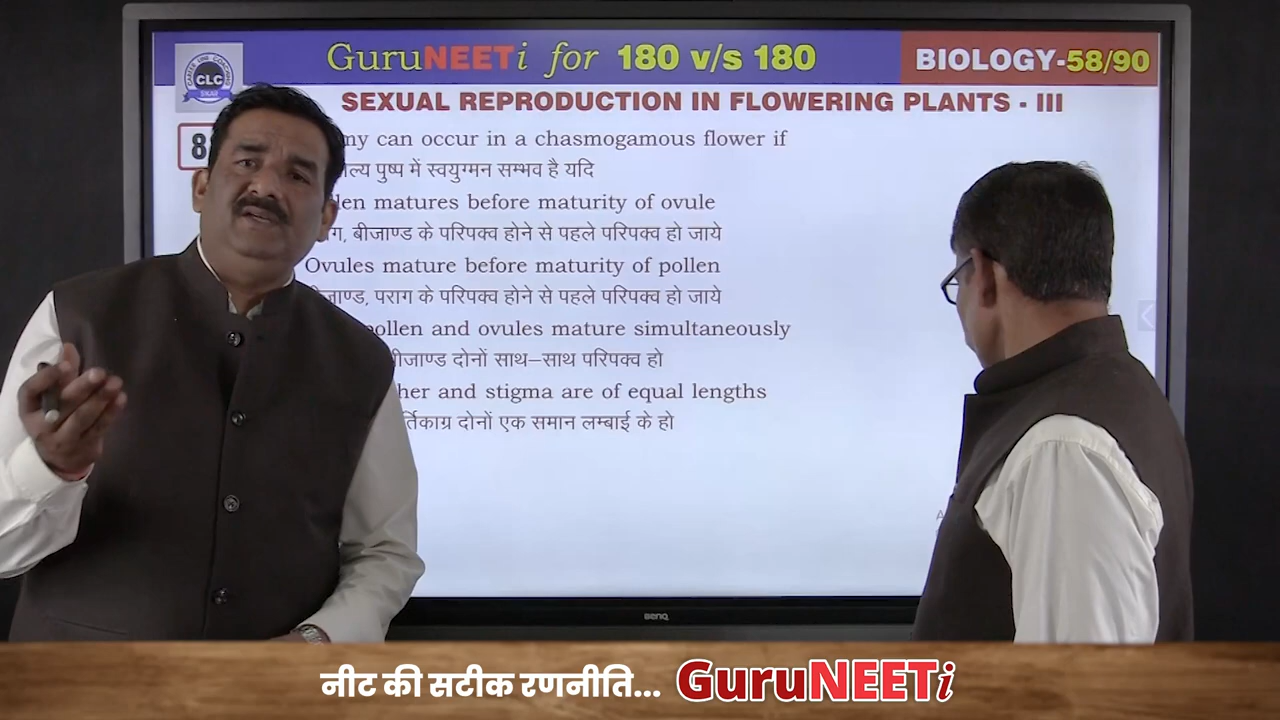 GuruNEETi for 180 v/s 180
BIOLOGY-58/90
CLC
SEXUAL REPRODUCTION IN FLOWERING PLANTS - III
can occur in a chasmogamous flower if
पुष्प में स्वयुग्मन सम्भव है यदि
matures before maturity of ovule
बीजाण्ड के परिपक्व होने से पहले परिपक्व हो जाये
Ovules mature before maturity of pollen
पराग के परिपक्व होने से पहले परिपक्व हो जाये
pollen and ovules mature simultaneously
बीजाण्ड दोनों साथ–साथ परिपक्व हो
and stigma are of equal lengths
दोनों एक समान लम्बाई के हो
BenQ
नीट की सटीक रणनीति... GuruNEETi